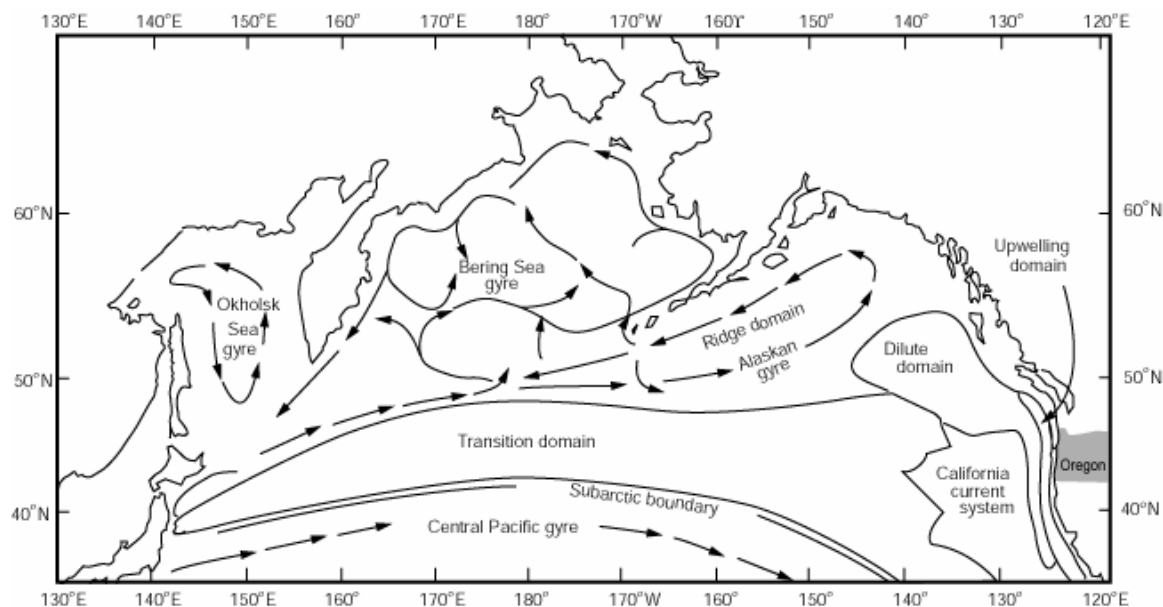 130°E 140°E 150°E 160° 170° 180° 170°W 160° 150° 140° 130° 120°E
60°N 60°N
Upwelling
domain
Bering Sea
gyre
Okholsk
Sea
gyre
Ridge domain
Alaskan
gyre
Dilute
domain
50°N 50°N
Transition domain
Oregon
California
current
system
Subarctic boundary
40°N 40°N
Central Pacific gyre
130°E 140°E 150°E 160° 170°E 180° 170°W 160° 150° 140° 130° 120°E